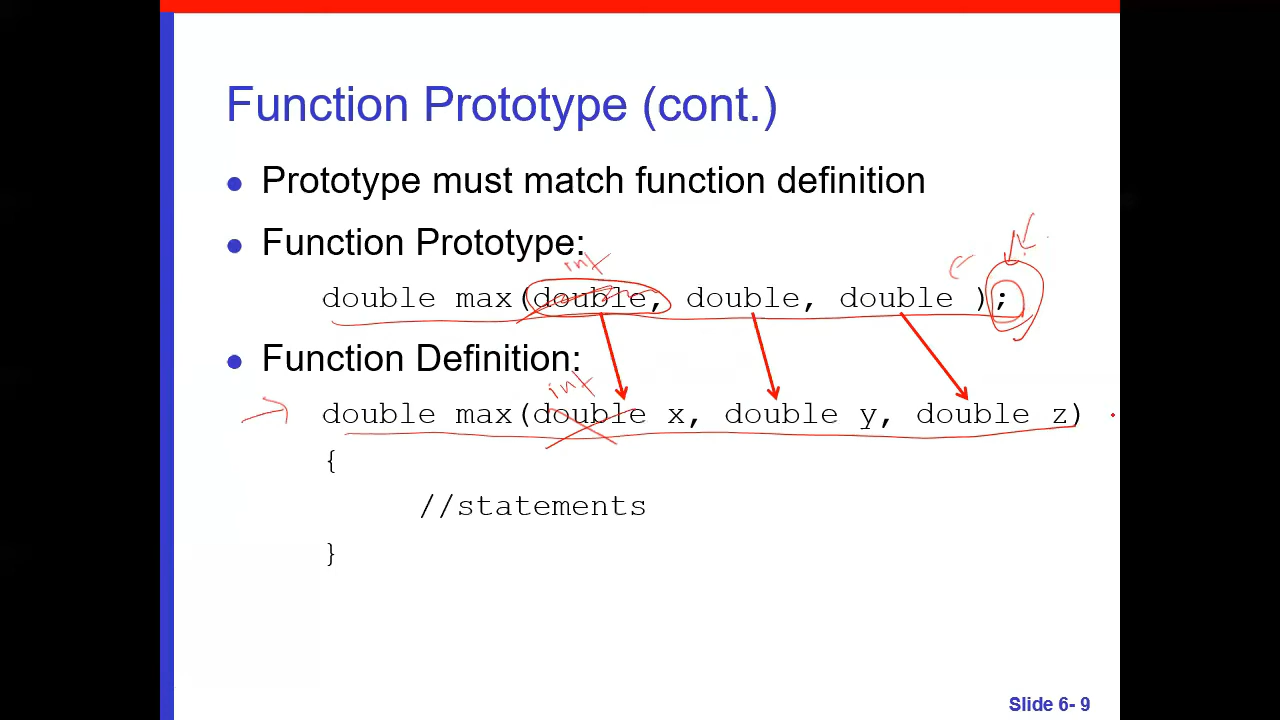 Function Prototype (cont.)
● Prototype must match function definition
● Function Prototype:
int
double max(double, double, double );
● Function Definition:
int
double max(double x, double y, double z)
{
//statements
}
Slide 6- 9